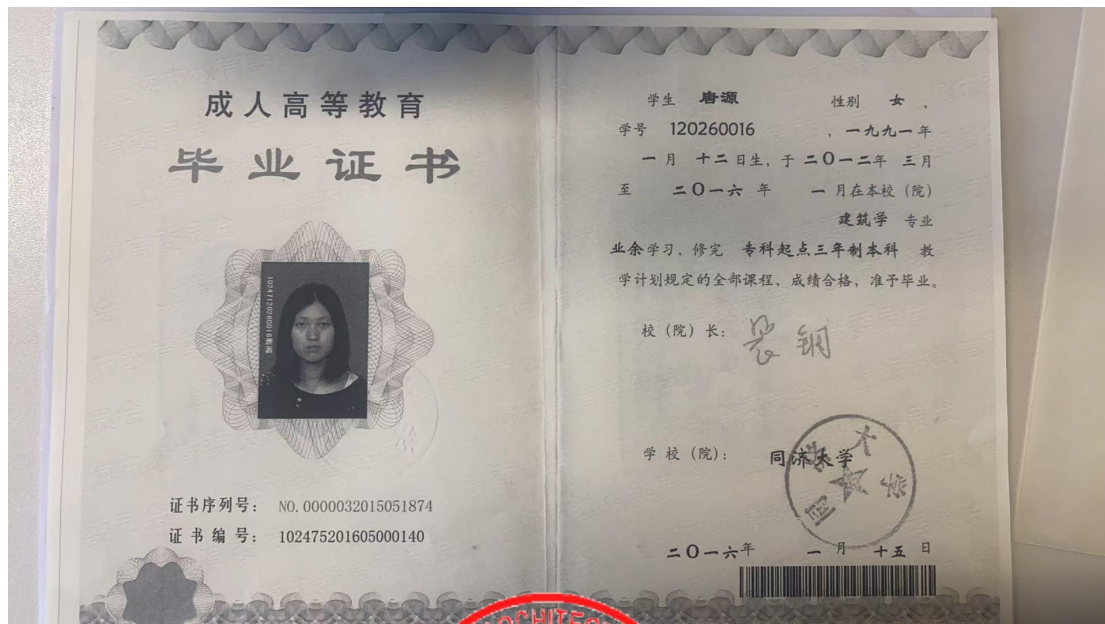 成人高等教育
毕业证书
证书序列号： NO. 0000032015051874
证 书 编 号： 102475201605000140
学生 唐源 性别 女 ，
学号 120260016 ，一九九一年
一月 十二日生，于 二〇一二年 三月
至 二〇一六 年 一 月在本校（院）
建筑学 专业
业余学习，修完 专科起点三年制本科 教
学计划规定的全部课程，成绩合格，准予毕业。
校（院）长： 裴钢
学 校（院）： 同济大学
二〇一六年 一 月 十五 日